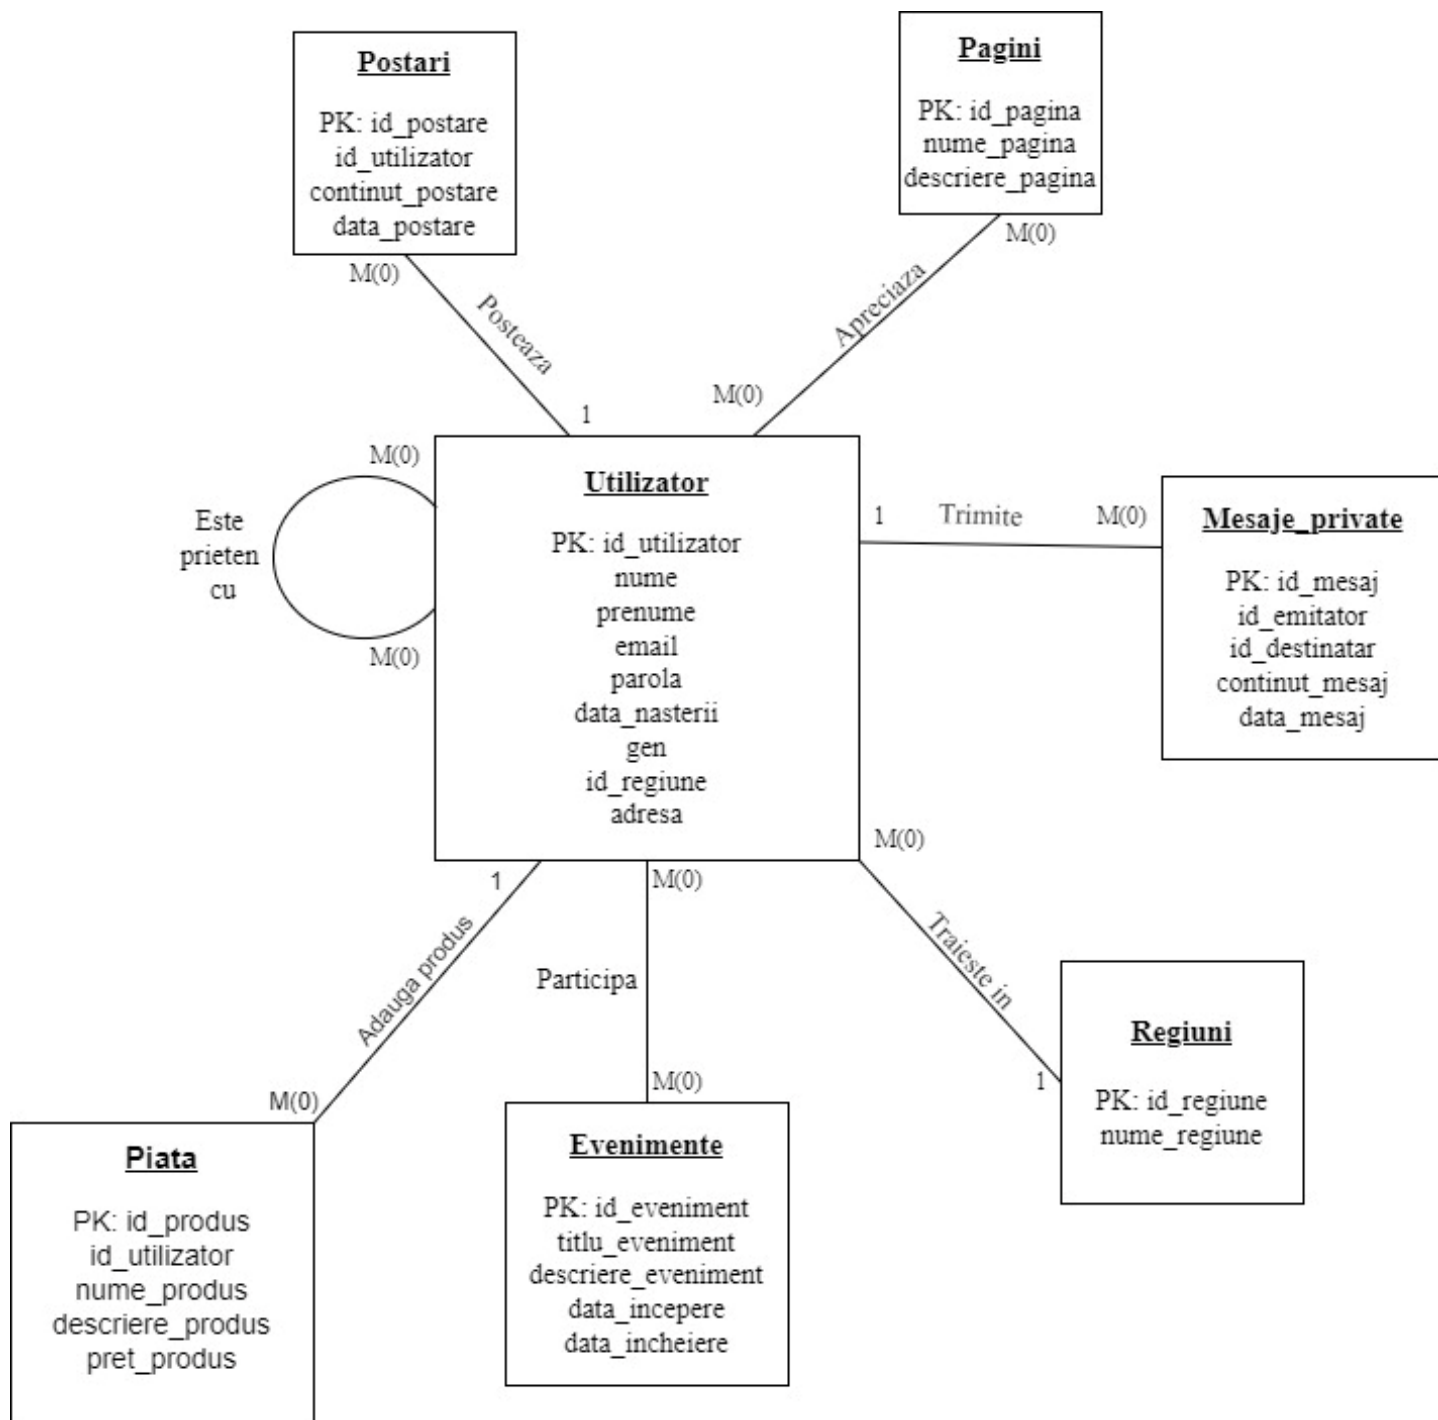 Postari
PK: id_postare
id_utilizator
continut_postare
data_postare
M(0)
Posteaza
1
Pagini
PK: id_pagina
nume_pagina
descriere_pagina
M(0)
Apreciaza
M(0)
M(0)
Este
prieten
cu
M(0)
Utilizator
PK: id_utilizator
nume
prenume
email
parola
data_nasterii
gen
id_regiune
adresa
1
Trimite
M(0)
Mesaje_private
PK: id_mesaj
id_emitator
id_destinatar
continut_mesaj
data_mesaj
1
Adauga produs
M(0)
Piata
PK: id_produs
id_utilizator
nume_produs
descriere_produs
pret_produs
M(0)
Participa
M(0)
Evenimente
PK: id_eveniment
titlu_eveniment
descriere_eveniment
data_incepere
data_incheiere
M(0)
Traieste in
1
Regiuni
PK: id_regiune
nume_regiune